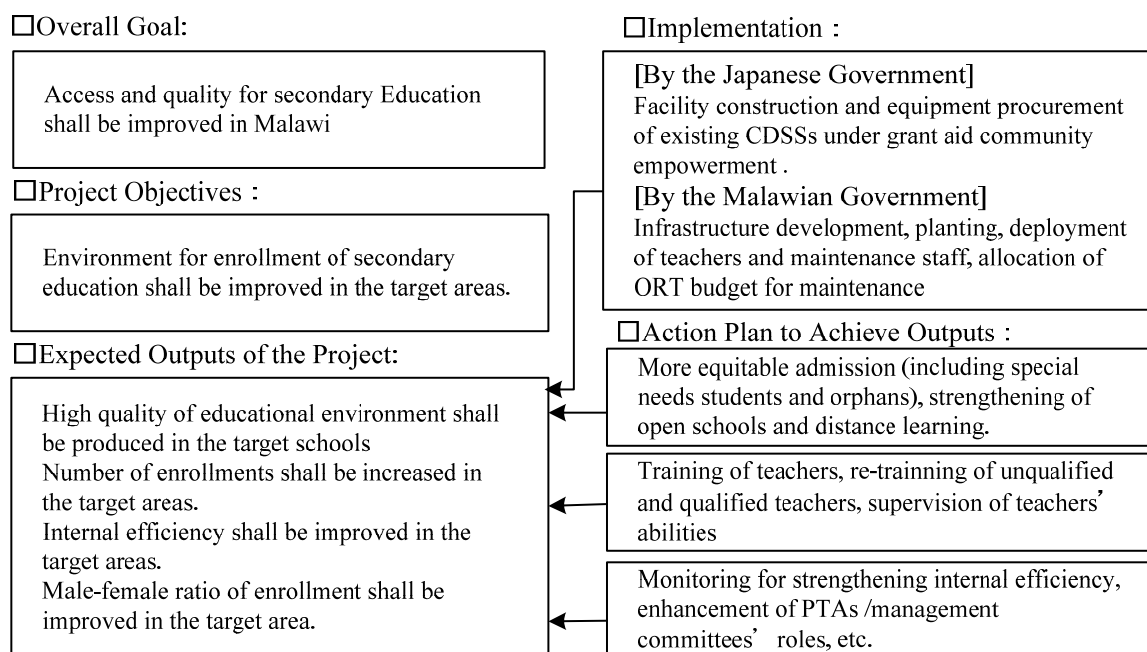 ☐Overall Goal:
Access and quality for secondary Education
shall be improved in Malawi
☐Project Objectives :
Environment for enrollment of secondary
education shall be improved in the target areas.
☐Expected Outputs of the Project:
High quality of educational environment shall
be produced in the target schools
Number of enrollments shall be increased in
the target areas.
Internal efficiency shall be improved in the
target areas.
Male-female ratio of enrollment shall be
improved in the target area.
☐Implementation :
[By the Japanese Government]
Facility construction and equipment procurement
of existing CDSSs under grant aid community
empowerment .
[By the Malawian Government]
Infrastructure development, planting, deployment
of teachers and maintenance staff, allocation of
ORT budget for maintenance
☐Action Plan to Achieve Outputs :
More equitable admission (including special
needs students and orphans), strengthening of
open schools and distance learning.
Training of teachers, re-trainning of unqualified
and qualified teachers, supervision of teachers’
abilities
Monitoring for strengthening internal efficiency,
enhancement of PTAs /management
committees’ roles, etc.